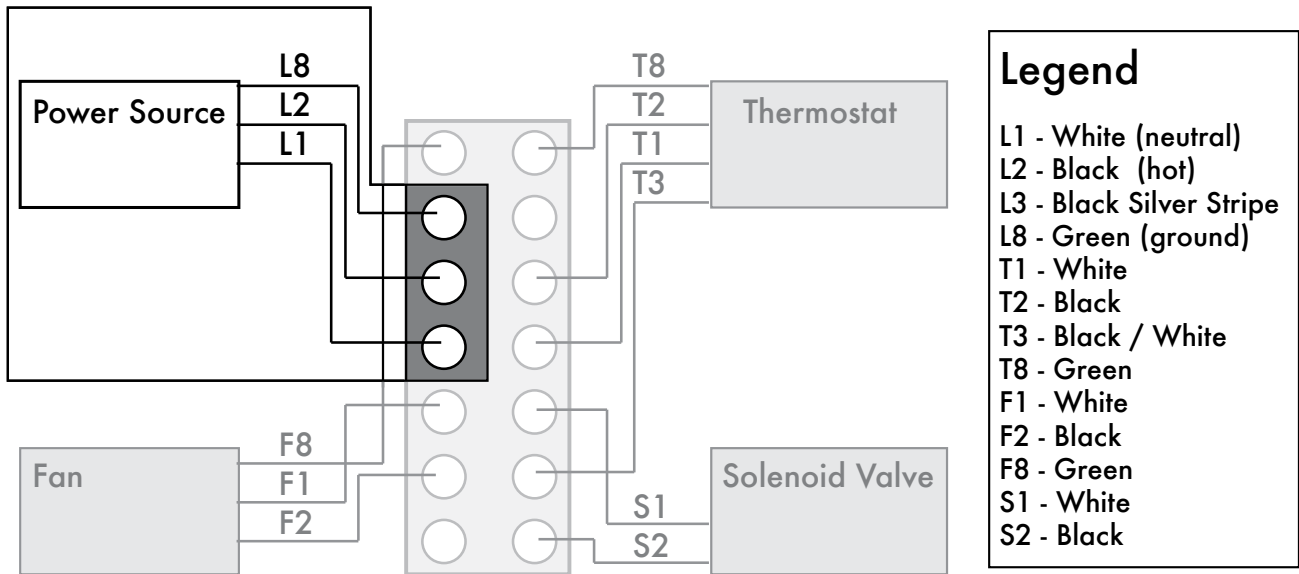 L8
L2
L1
Power Source
T8
T2
T1
T3
Thermostat
Fan
F8
F1
F2
S1
S2
Solenoid Valve
Legend
L1 - White (neutral)
L2 - Black (hot)
L3 - Black Silver Stripe
L8 - Green (ground)
T1 - White
T2 - Black
T3 - Black / White
T8 - Green
F1 - White
F2 - Black
F8 - Green
S1 - White
S2 - Black